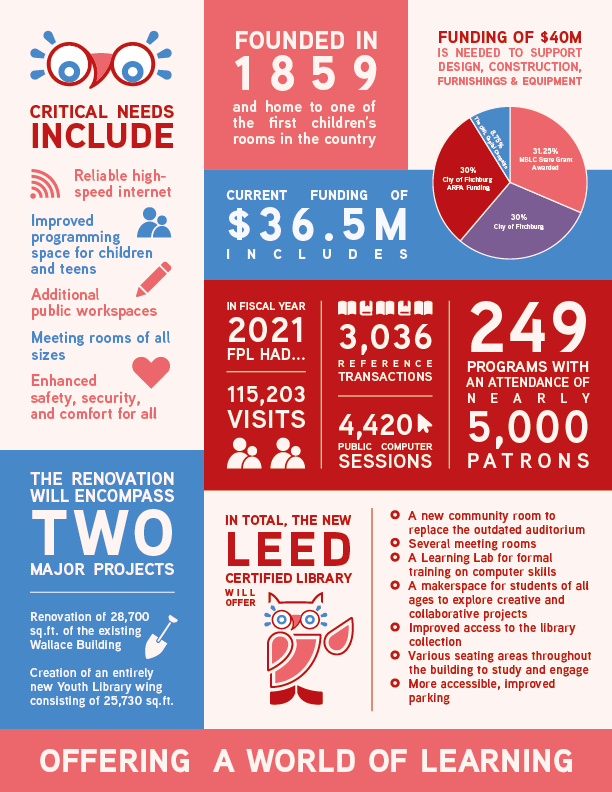 CRITICAL NEEDS
INCLUDE
Reliable high-
speed internet
Improved
programming
space for children
and teens
Additional
public workspaces
Meeting rooms of all
sizes
Enhanced
safety, security,
and comfort for all
FOUNDED IN
1859
and home to one of
the first children's
rooms in the country
FUNDING OF $40M
IS NEEDED TO SUPPORT
DESIGN, CONSTRUCTION,
FURNISHINGS & EQUIPMENT
CURRENT FUNDING OF
$36.5M
INCLUDES
8.75%
31.25%
MBLC State Grant
Awarded
30%
City of Fitchburg
ARPA Funding
30%
City of Fitchburg
IN FISCAL YEAR
2021
FPL HAD...
115,203
VISITS
3,036
REFERENCE
TRANSACTIONS
4,420
PUBLIC COMPUTER
SESSIONS
249
PROGRAMS WITH
AN ATTENDANCE OF
NEARLY
5,000
PATRONS
THE RENOVATION
WILL ENCOMPASS
TWO
MAJOR PROJECTS
Renovation of 28,700
sq.ft. of the existing
Wallace Building
Creation of an entirely
new Youth Library wing
consisting of 25,730 sq.ft.
IN TOTAL, THE NEW
LEED
CERTIFIED LIBRARY
WILL
OFFER
A new community room to
replace the outdated auditorium
Several meeting rooms
A Learning Lab for formal
training on computer skills
A makerspace for students of all
ages to explore creative and
collaborative projects
Improved access to the library
collection
Various seating areas throughout
the building to study and engage
More accessible, improved
parking
OFFERING A WORLD OF LEARNING